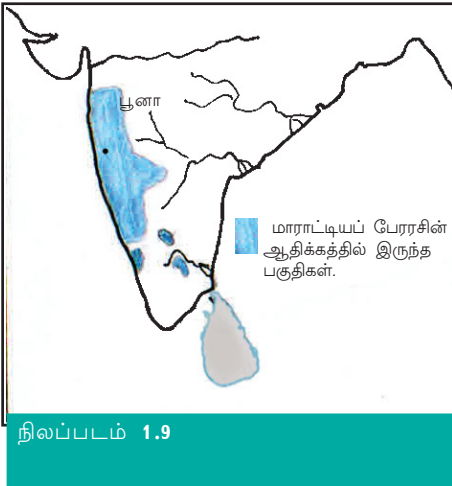 பூனா
மாராட்டியப் பேரரசின்
ஆதிக்கத்தில் இருந்த
பகுதிகள்.
நிலப்படம் 1.9